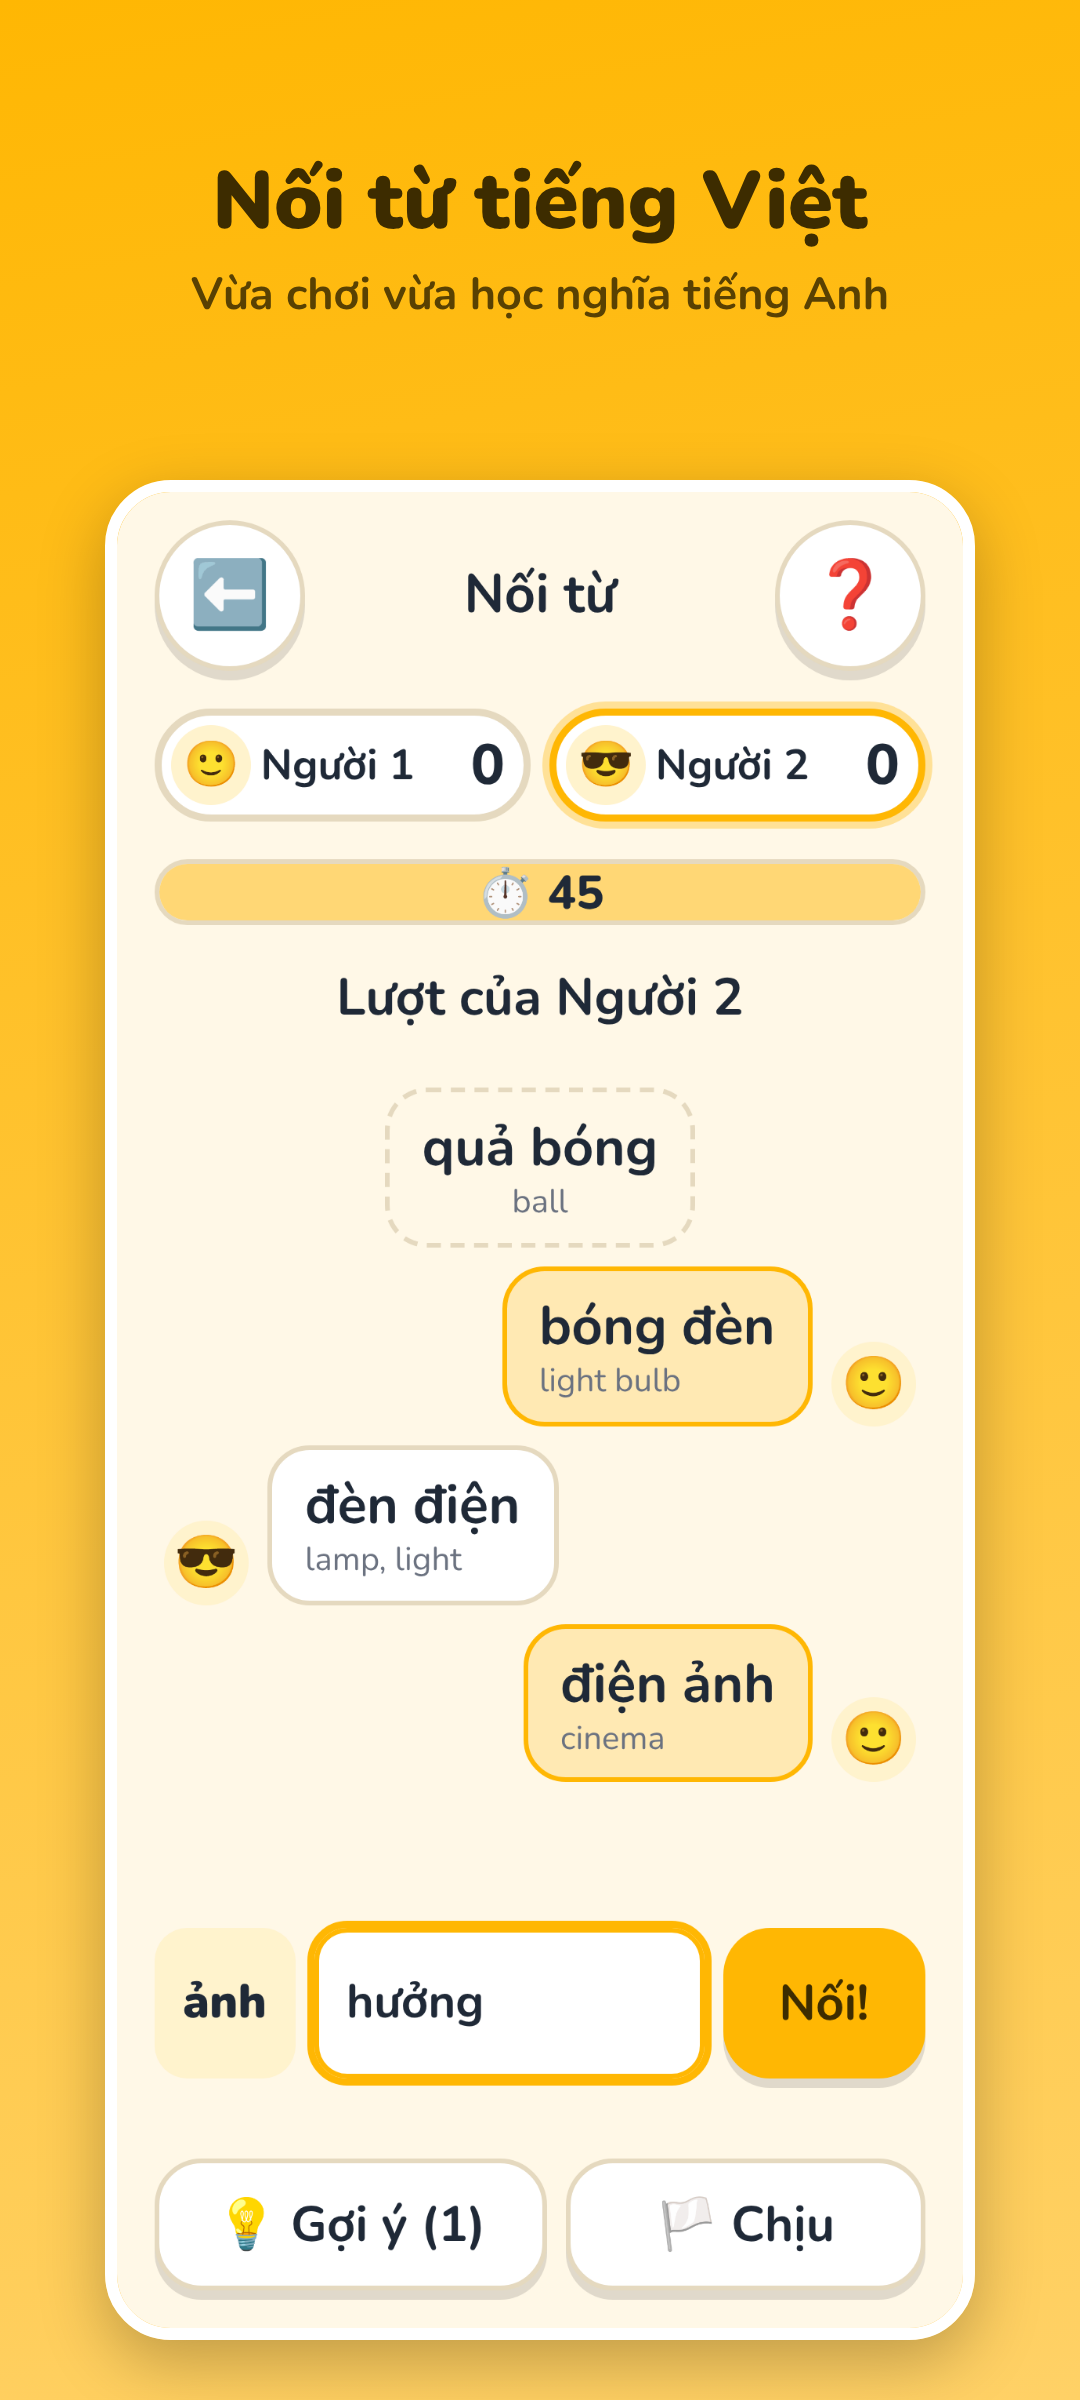 Nối từ tiếng Việt
Vừa chơi vừa học nghĩa tiếng Anh
Nối từ
Người 1 0
Người 2 0
45
Lượt của Người 2
quả bóng
ball
bóng đèn
light bulb
đèn điện
lamp, light
điện ảnh
cinema
ảnh hưởng Nối!
Gợi ý (1)
Chịu